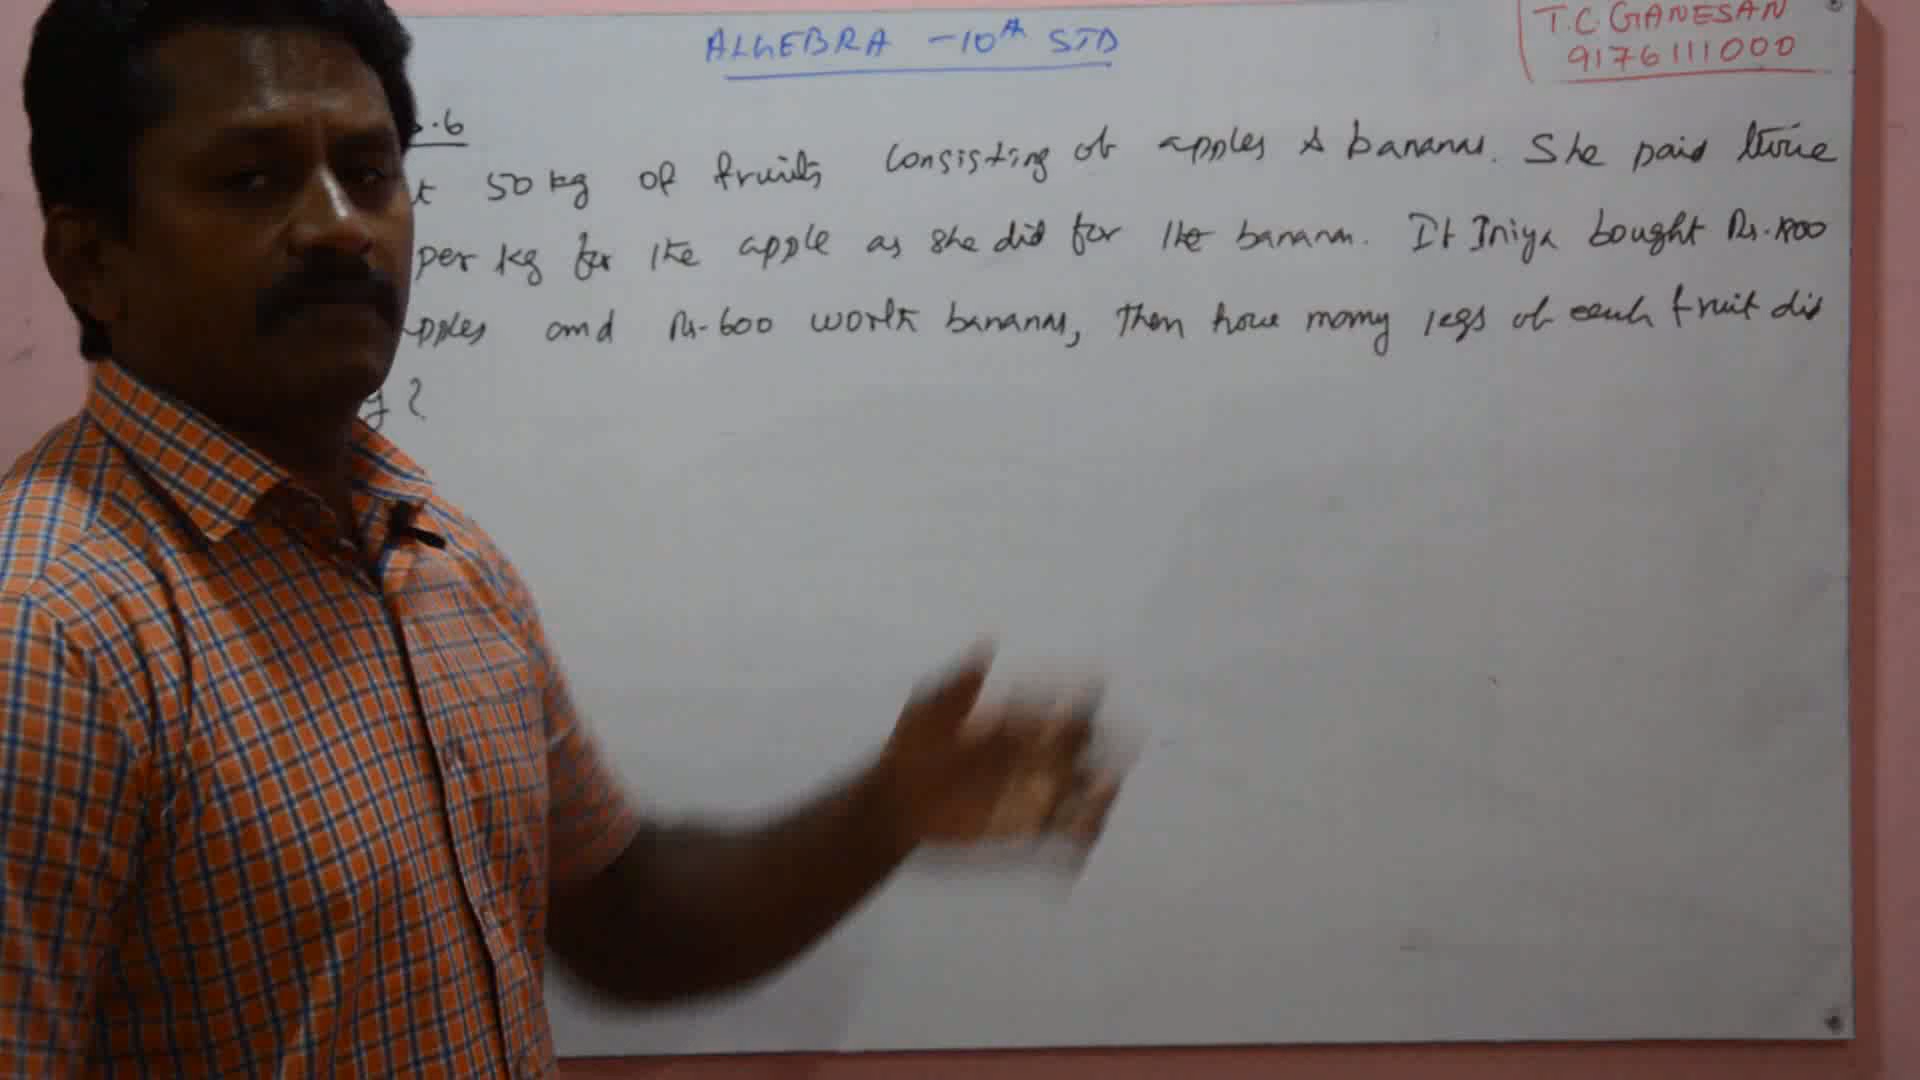 ALGEBRA - 10th STD
T.C. GANESAN
9176111000
.6
50 kg of fruits consisting of apples & bananas. She paid twice
per kg for the apple as she did for the banana. If Iniya bought Rs.1800
pples and Rs-600 worth bananas, then how many kgs of each fruit did
y?